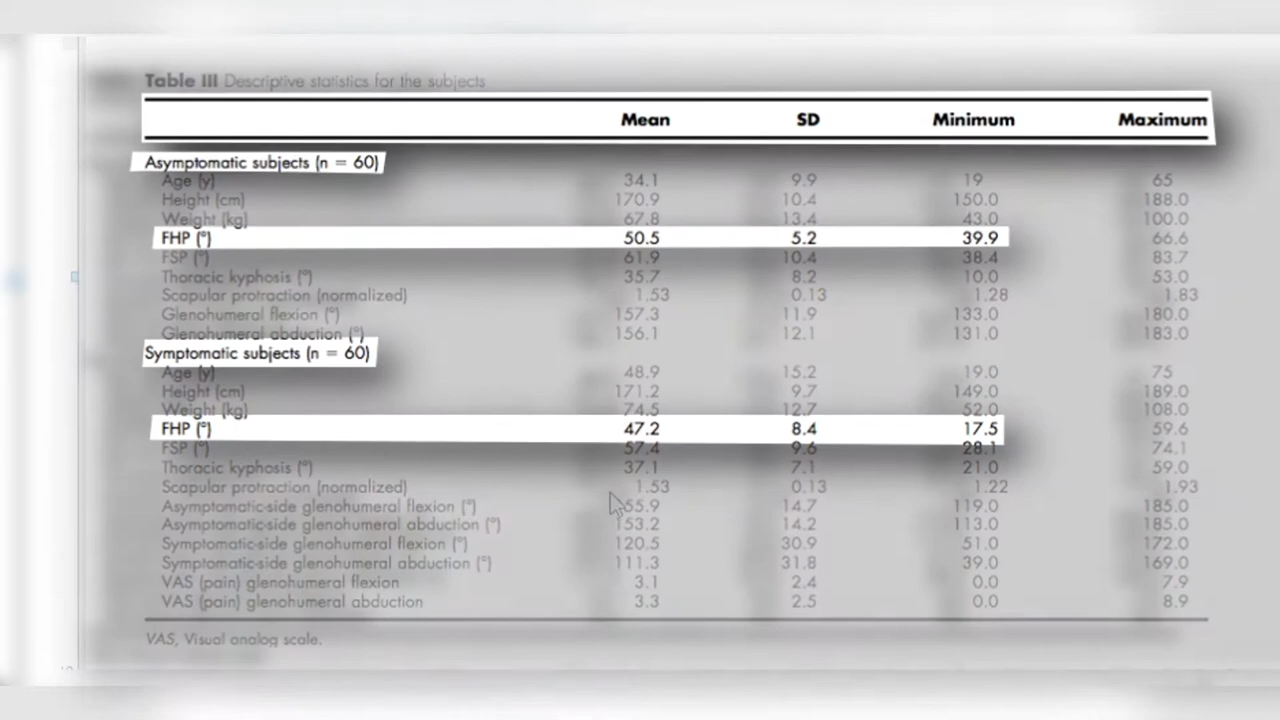 Table III Descriptive statistics for the subjects
Mean SD Minimum Maximum
Asymptomatic subjects (n = 60)
Age (y) 34.1 9.9 19 65
Height (cm) 170.9 10.4 150.0 188.0
Weight (kg) 67.8 13.4 43.0 100.0
FHP (°) 50.5 5.2 39.9 66.6
FSP (°) 61.9 10.4 38.4 83.7
Thoracic kyphosis (°) 35.7 8.2 10.0 53.0
Scapular protraction (normalized) 1.53 0.13 1.28 1.83
Glenohumeral flexion (°) 157.3 11.9 133.0 180.0
Glenohumeral abduction (°) 156.1 12.1 131.0 183.0
Symptomatic subjects (n = 60)
Age (y) 48.9 15.2 19.0 75
Height (cm) 171.2 9.7 149.0 189.0
Weight (kg) 74.5 12.7 52.0 108.0
FHP (°) 47.2 8.4 17.5 59.6
FSP (°) 57.4 9.6 28.1 74.1
Thoracic kyphosis (°) 37.1 7.1 21.0 59.0
Scapular protraction (normalized) 1.53 0.13 1.22 1.93
Asymptomatic-side glenohumeral flexion (°) 55.9 14.7 119.0 185.0
Asymptomatic-side glenohumeral abduction (°) 153.2 14.2 113.0 185.0
Symptomatic-side glenohumeral flexion (°) 120.5 30.9 51.0 172.0
Symptomatic-side glenohumeral abduction (°) 111.3 31.8 39.0 169.0
VAS (pain) glenohumeral flexion 3.1 2.4 0.0 7.9
VAS (pain) glenohumeral abduction 3.3 2.5 0.0 8.9
VAS, Visual analog scale.